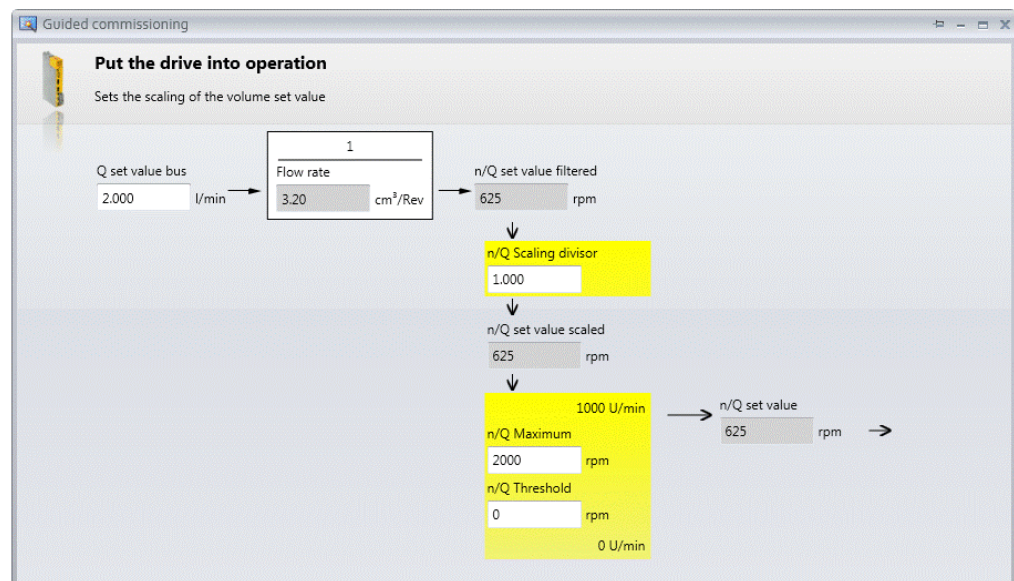 Guided commissioning
Put the drive into operation
Sets the scaling of the volume set value
1
Q set value bus
Flow rate
n/Q set value filtered
2.000 l/min
3.20 cm³/Rev
625 rpm
n/Q Scaling divisor
1.000
n/Q set value scaled
625 rpm
1000 U/min
n/Q set value
n/Q Maximum
625 rpm
2000 rpm
n/Q Threshold
0 rpm
0 U/min